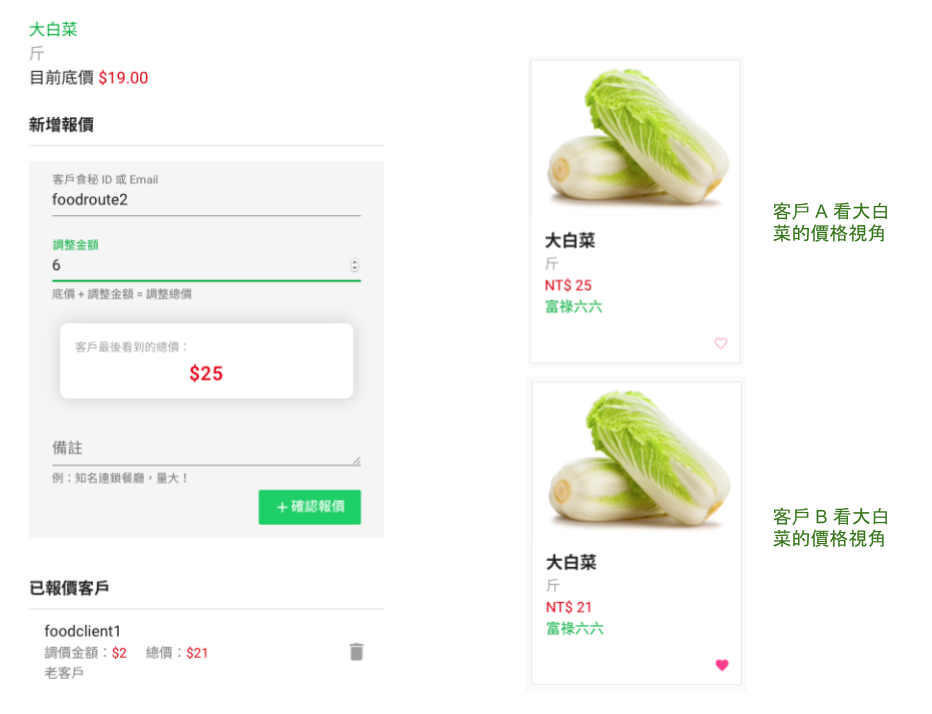 大白菜
斤
目前底價 $19.00
新增報價
客戶食秘 ID 或 Email
foodroute2
調整金額
6
底價 + 調整金額 = 調整總價
客戶最後看到的總價：
$25
備註
例：知名連鎖餐廳，量大！
+ 確認報價
已報價客戶
foodclient1
調價金額：$2 總價：$21
老客戶
大白菜
斤
NT$ 25
富祿六六
客戶 A 看大白
菜的價格視角
大白菜
斤
NT$ 21
富祿六六
客戶 B 看大白
菜的價格視角